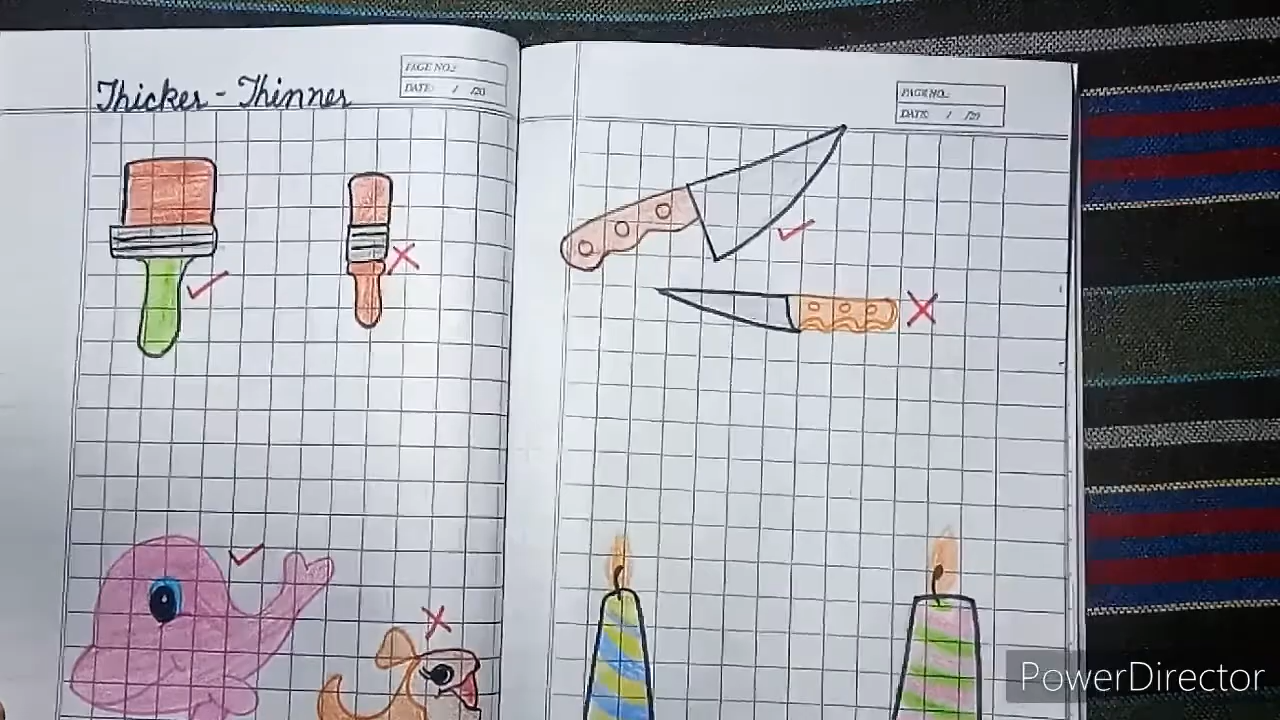 Thicker - Thinner
PAGE NO.:
DATE: / /20
PAGE NO.:
DATE: / /20
PowerDirector